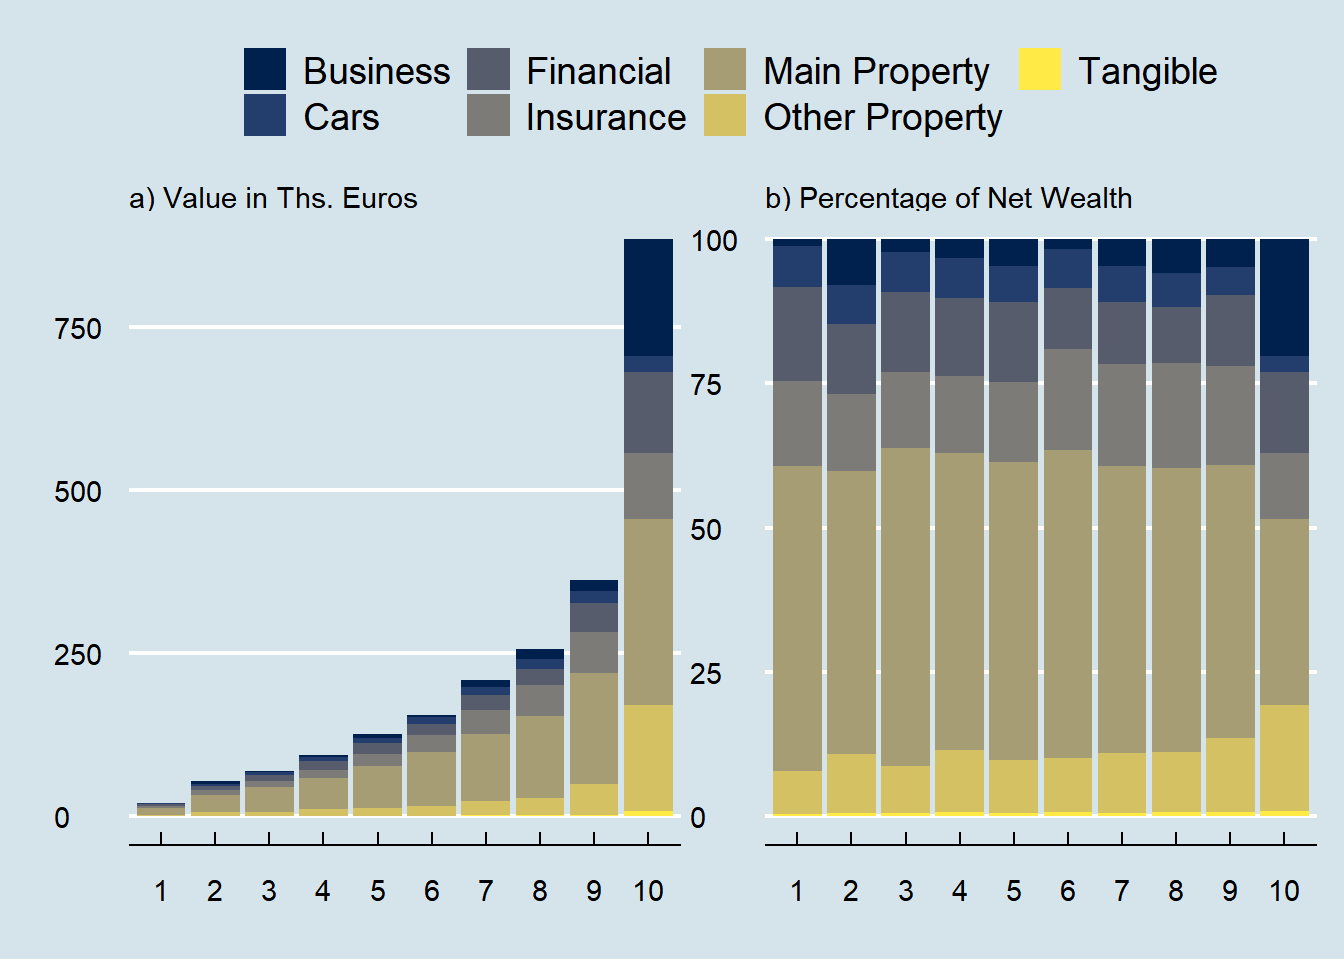 Business Financial Main Property Tangible
Cars Insurance Other Property
a) Value in Ths. Euros
750
500
250
0
1 2 3 4 5 6 7 8 9 10
b) Percentage of Net Wealth
100
75
50
25
0
1 2 3 4 5 6 7 8 9 10